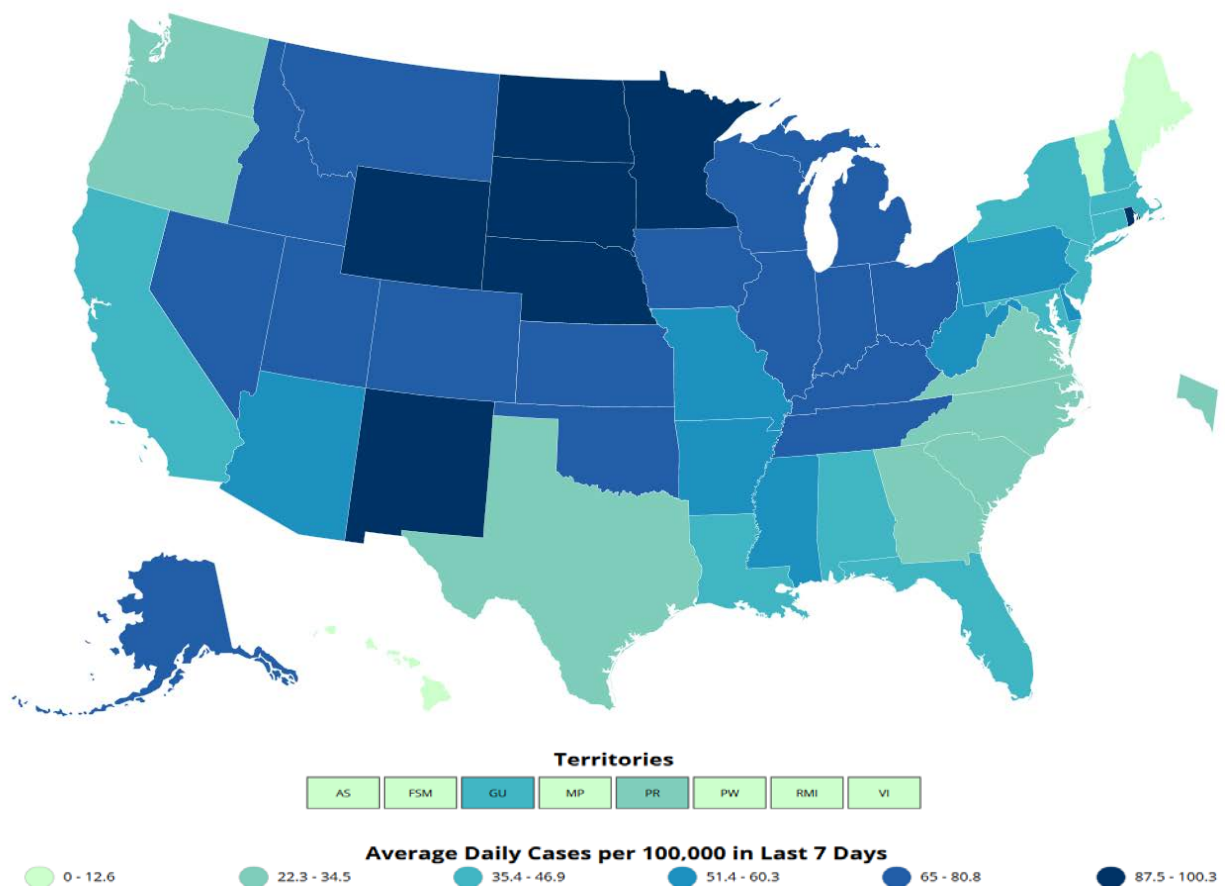 Territories
AS FSM GU MP PR PW RMI VI
Average Daily Cases per 100,000 in Last 7 Days
0 - 12.6 22.3 - 34.5 35.4 - 46.9 51.4 - 60.3 65 - 80.8 87.5 - 100.3